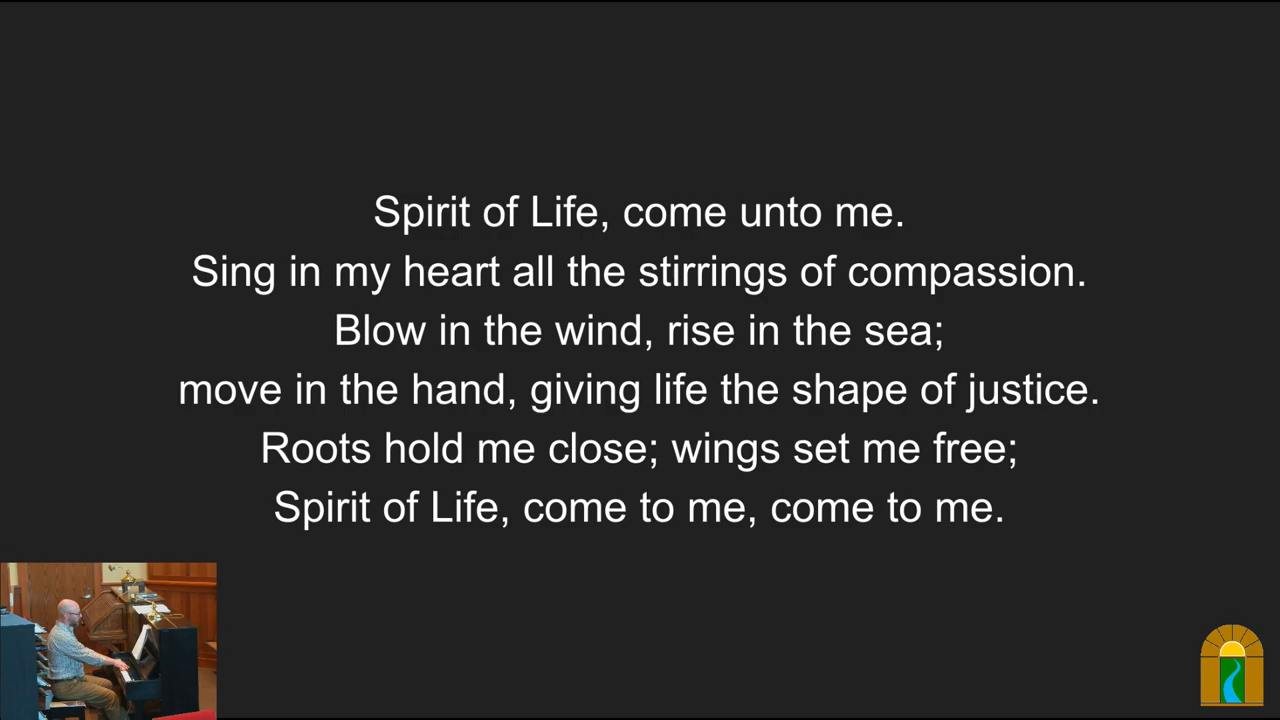 Spirit of Life, come unto me.
Sing in my heart all the stirrings of compassion.
Blow in the wind, rise in the sea;
move in the hand, giving life the shape of justice.
Roots hold me close; wings set me free;
Spirit of Life, come to me, come to me.